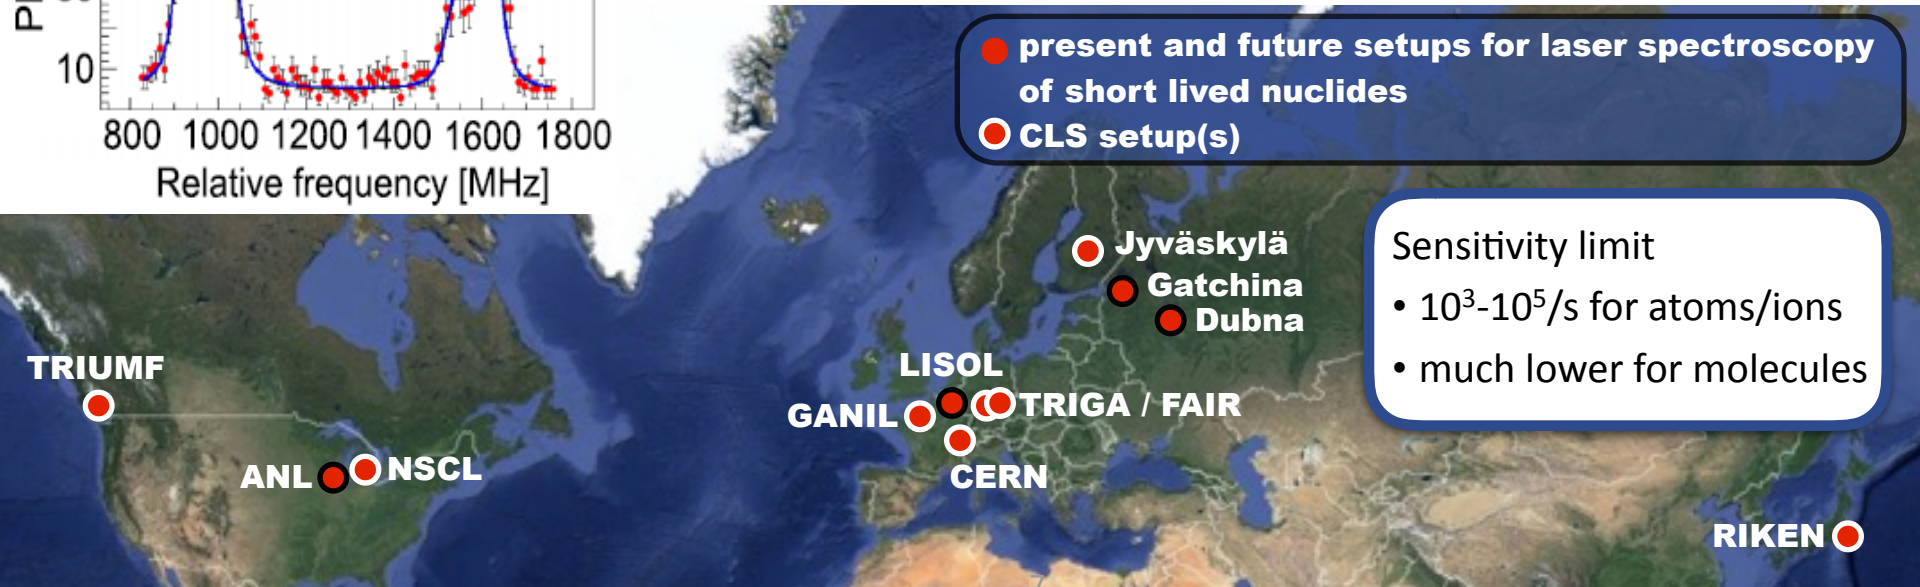 present and future setups for laser spectroscopy
of short lived nuclides
CLS setup(s)
10
800 1000 1200 1400 1600 1800
Relative frequency [MHz]
Sensitivity limit
• 10³-10⁵/s for atoms/ions
• much lower for molecules
Jyväskylä
Gatchina
Dubna
TRIUMF
LISOL
GANIL
TRIGA / FAIR
ANL
NSCL
CERN
RIKEN